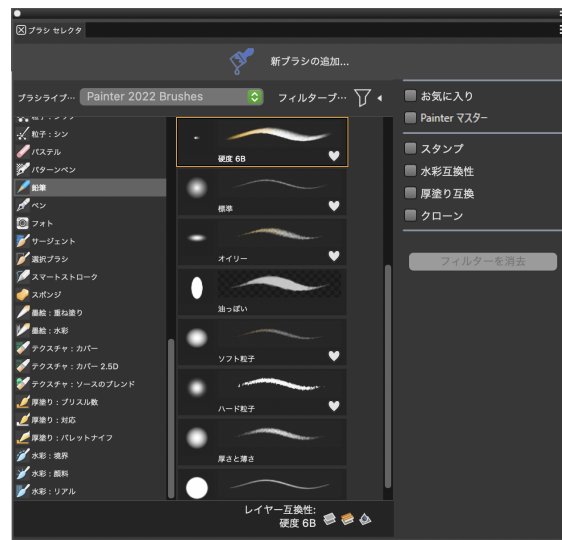 ブラシ セレクタ
新ブラシの追加...
ブラシライブ… Painter 2022 Brushes フィルターブ…
粒子：シン
パステル
パターンペン
鉛筆
ペン
フォト
サージェント
選択ブラシ
スマートストローク
スポンジ
墨絵：重ね塗り
墨絵：水彩
テクスチャ：カバー
テクスチャ：カバー 2.5D
テクスチャ：ソースのブレンド
厚塗り：ブリスル数
厚塗り：対応
厚塗り：パレットナイフ
水彩：境界
水彩：顔料
水彩：リアル
硬度 6B
標準
オイリー
油っぽい
ソフト粒子
ハード粒子
厚さと薄さ
お気に入り
Painter マスター
スタンプ
水彩互換性
厚塗り互換
クローン
フィルターを消去
レイヤー互換性:
硬度 6B